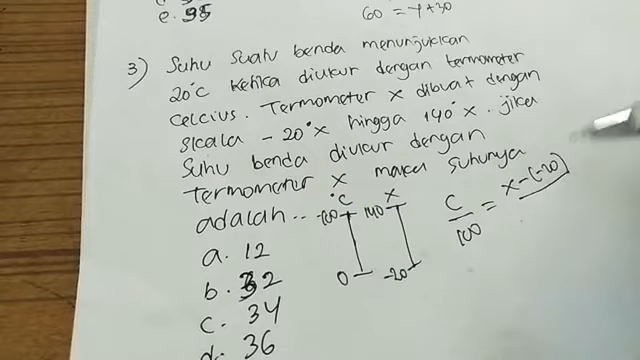 e. 95
60 = y + 30
3) Suhu suatu benda menunjukkan
20°C ketika diukur dengan termometer
celcius. Termometer x dibuat dengan
skala -20°x hingga 140°x. jika
Suhu benda diukur dengan
termometer x maka suhunya
adalah...
°C X
100 140
0 -20
C/100 = x-(-20)
a. 12
b. 32
c. 34
d. 36